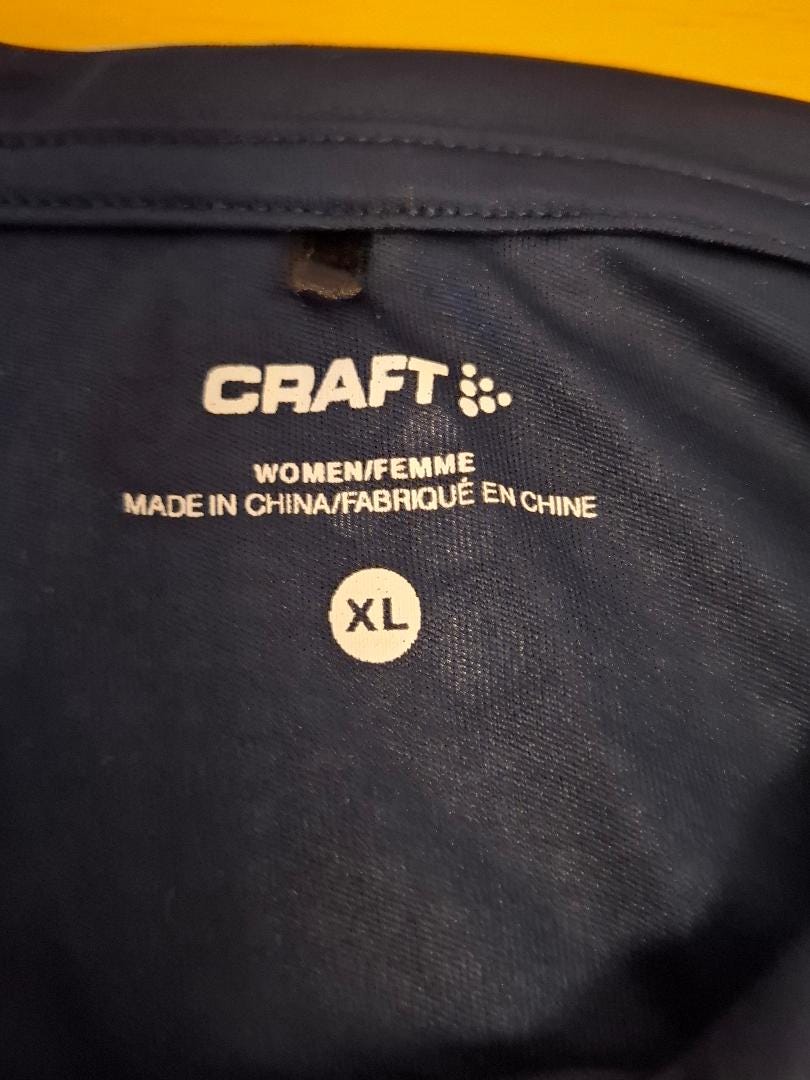 CRAFT
WOMEN/FEMME
MADE IN CHINA/FABRIQUÉ EN CHINE
XL